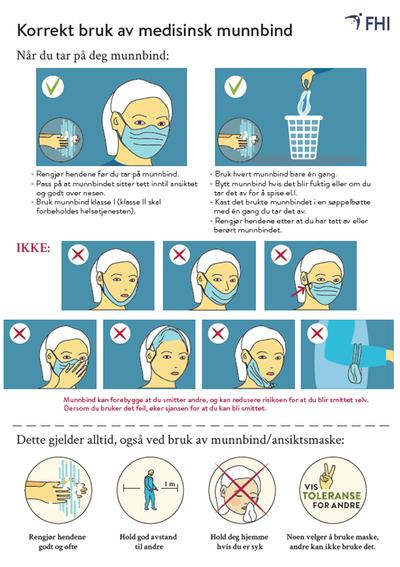 Korrekt bruk av medisinsk munnbind
FHI
Når du tar på deg munnbind:
- Rengjør hendene før du tar på munnbind.
- Pass på at munnbindet sitter tett inntil ansiktet
og godt over nesen.
- Bruk munnbind klasse I (klasse II skal
forbeholdes helsetjenesten).
- Bruk hvert munnbind bare én gang.
- Bytt munnbind hvis det blir fuktig eller om du
tar det av for å spise e.l.
- Kast det brukte munnbindet i en søppelbøtte
med én gang du tar det av.
- Rengjør hendene etter at du har tatt av eller
berørt munnbindet.
IKKE:
Munnbind kan forebygge at du smitter andre, og kan redusere risikoen for at du blir smittet selv.
Dersom du bruker det feil, øker sjansen for at du kan bli smittet.
Dette gjelder alltid, også ved bruk av munnbind/ansiktsmaske:
1 m
VIS
TOLERANSE
FOR ANDRE
Rengjør hendene
godt og ofte
Hold god avstand
til andre
Hold deg hjemme
hvis du er syk
Noen velger å bruke maske,
andre kan ikke bruke det.